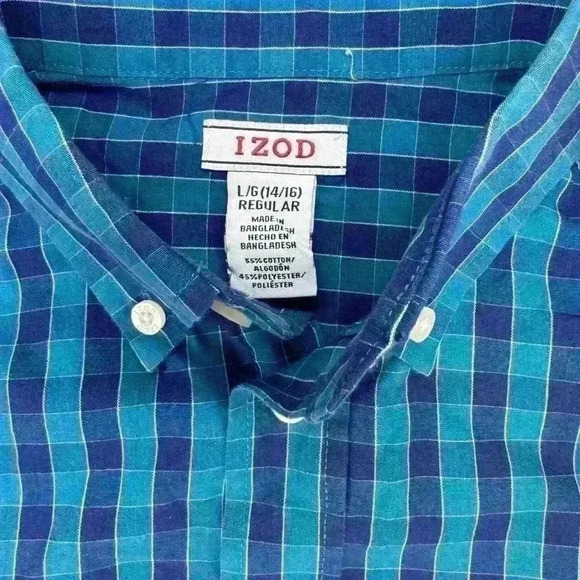 IZOD
L/G (14/16)
REGULAR
MADE IN
BANGLADESH
HECHO EN
BANGLADESH
55%COTTON/
ALGODÓN
45%POLYESTER/
POLIÉSTER